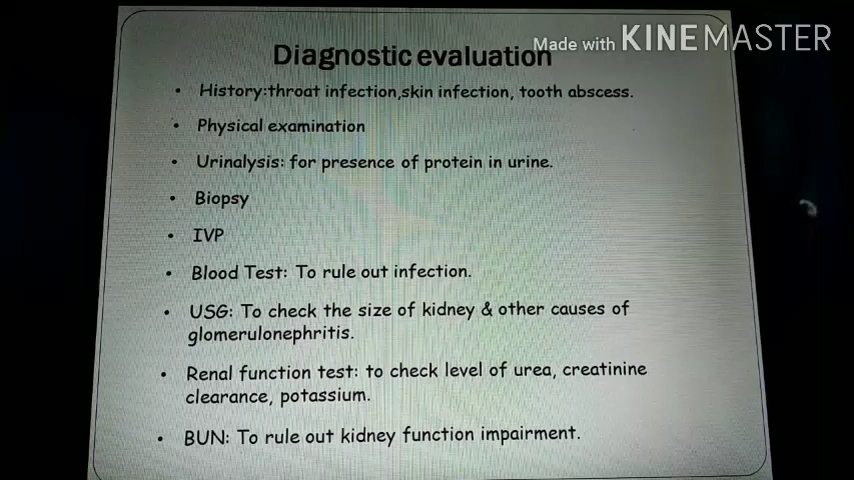 Made with KINEMASTER
Diagnostic evaluation
• History:throat infection,skin infection, tooth abscess.
• Physical examination
• Urinalysis: for presence of protein in urine.
• Biopsy
• IVP
• Blood Test: To rule out infection.
• USG: To check the size of kidney & other causes of
glomerulonephritis.
• Renal function test: to check level of urea, creatinine
clearance, potassium.
• BUN: To rule out kidney function impairment.